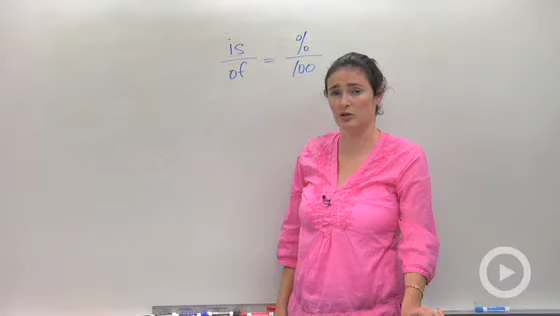 is/of = %/100